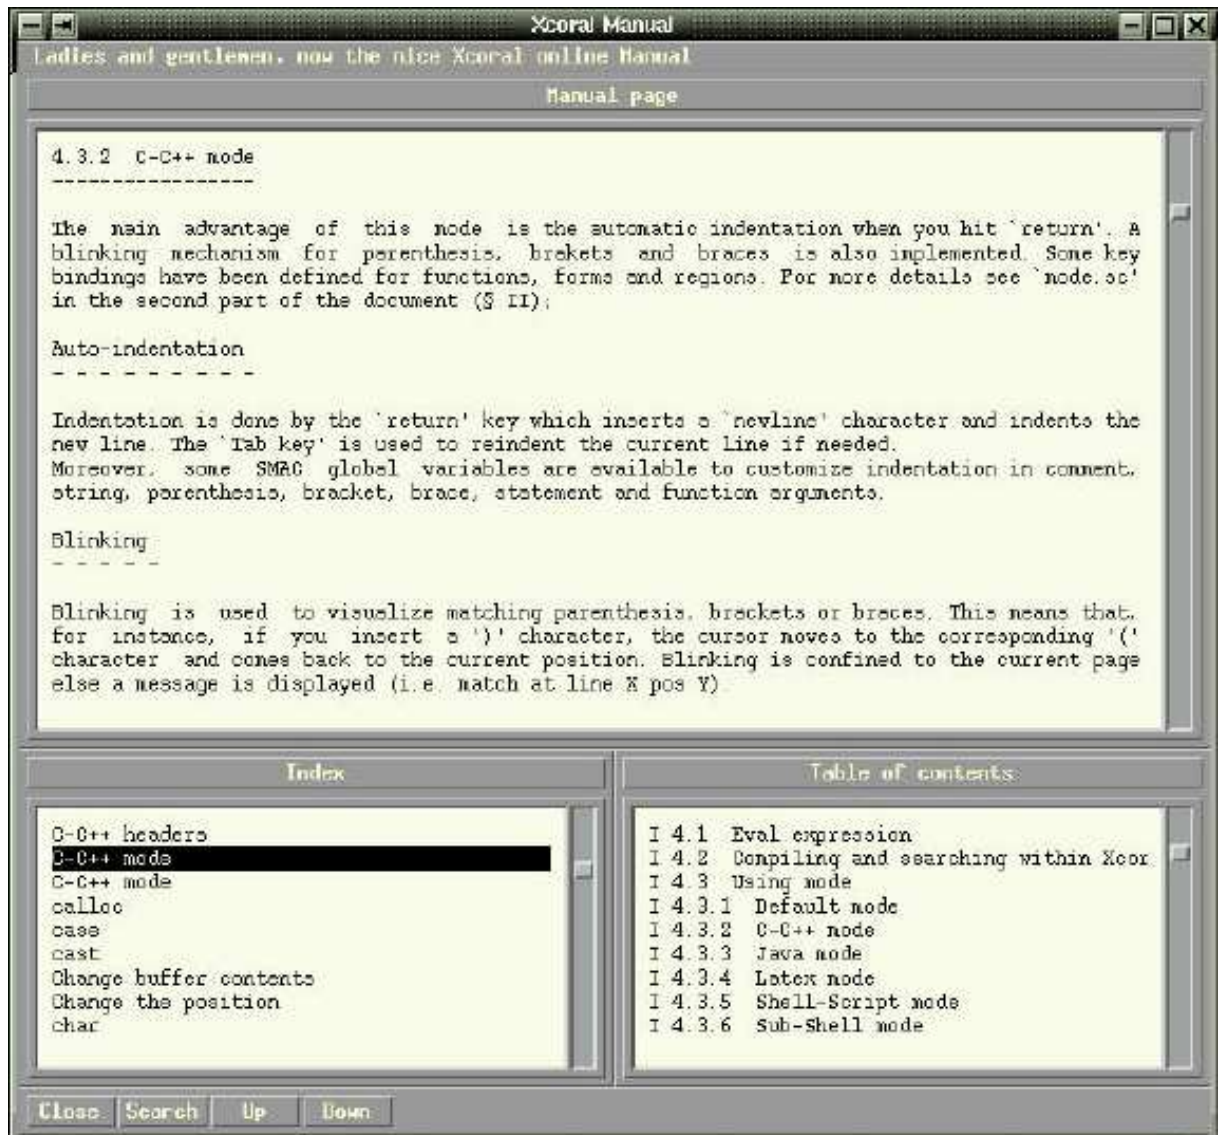 Xcoral Manual
Ladies and gentlemen, now the nice Xcoral online Manual
Manual page
4.3.2 C-C++ mode
-----------------
The main advantage of this mode is the automatic indentation when you hit `return'. A
blinking mechanism for parenthesis, brakets and braces is also implemented. Some key
bindings have been defined for functions, forms and regions. For more details see `mode.sc'
in the second part of the document (§ II);
Auto-indentation
- - - - - - - - -
Indentation is done by the `return' key which inserts a `newline' character and indents the
new line. The `Tab key' is used to reindent the current line if needed.
Moreover, some SMAC global variables are available to customize indentation in comment,
string, parenthesis, bracket, brace, statement and function arguments.
Blinking
- - - - -
Blinking is used to visualize matching parenthesis, brackets or braces. This means that,
for instance, if you insert a ')' character, the cursor moves to the corresponding '('
character and comes back to the current position. Blinking is confined to the current page
else a message is displayed (i.e. match at line X pos Y).
Index
C-C++ headers
C-C++ mode
C-C++ mode
calloc
case
cast
Change buffer contents
Change the position
char
Table of contents
I 4.1 Eval expression
I 4.2 Compiling and searching within Xcor
I 4.3 Using mode
I 4.3.1 Default mode
I 4.3.2 C-C++ mode
I 4.3.3 Java mode
I 4.3.4 Latex mode
I 4.3.5 Shell-Script mode
I 4.3.6 Sub-Shell mode
Close Search Up Down